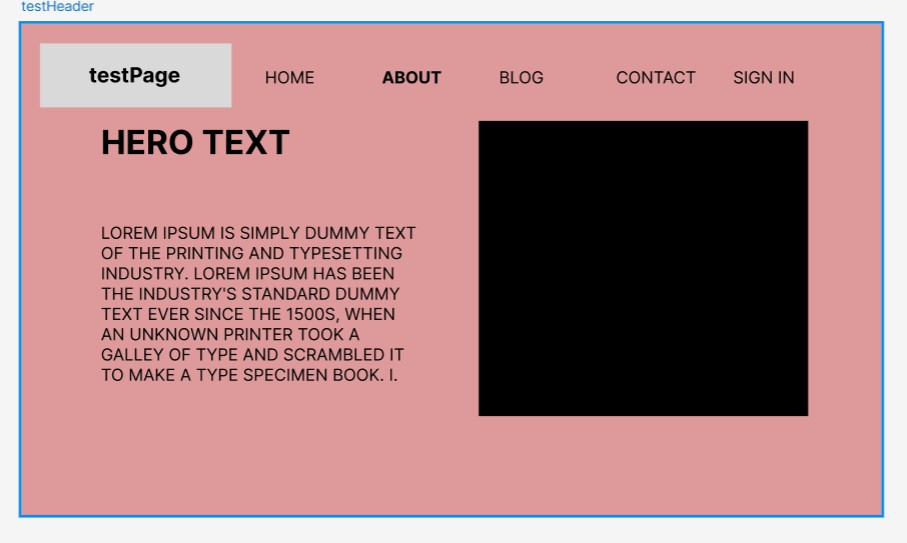 testHeader
testPage
HOME
ABOUT
BLOG
CONTACT
SIGN IN
HERO TEXT
LOREM IPSUM IS SIMPLY DUMMY TEXT
OF THE PRINTING AND TYPESETTING
INDUSTRY. LOREM IPSUM HAS BEEN
THE INDUSTRY'S STANDARD DUMMY
TEXT EVER SINCE THE 1500S, WHEN
AN UNKNOWN PRINTER TOOK A
GALLEY OF TYPE AND SCRAMBLED IT
TO MAKE A TYPE SPECIMEN BOOK. I.